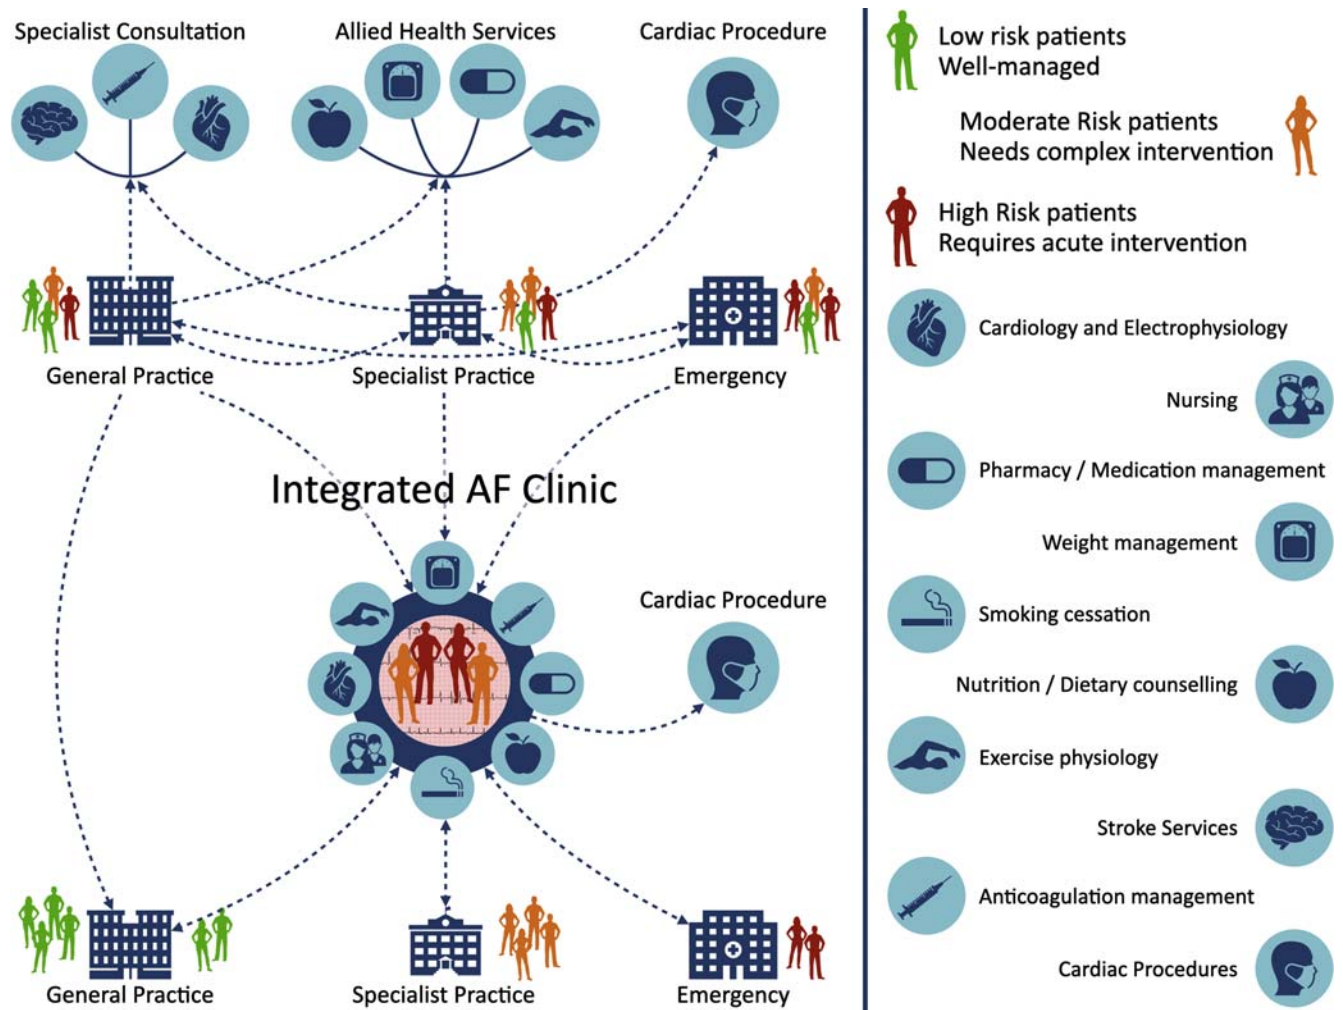 Specialist Consultation
Allied Health Services
Cardiac Procedure
General Practice
Specialist Practice
Emergency
Integrated AF Clinic
Cardiac Procedure
General Practice
Specialist Practice
Emergency
Low risk patients
Well-managed
Moderate Risk patients
Needs complex intervention
High Risk patients
Requires acute intervention
Cardiology and Electrophysiology
Nursing
Pharmacy / Medication management
Weight management
Smoking cessation
Nutrition / Dietary counselling
Exercise physiology
Stroke Services
Anticoagulation management
Cardiac Procedures